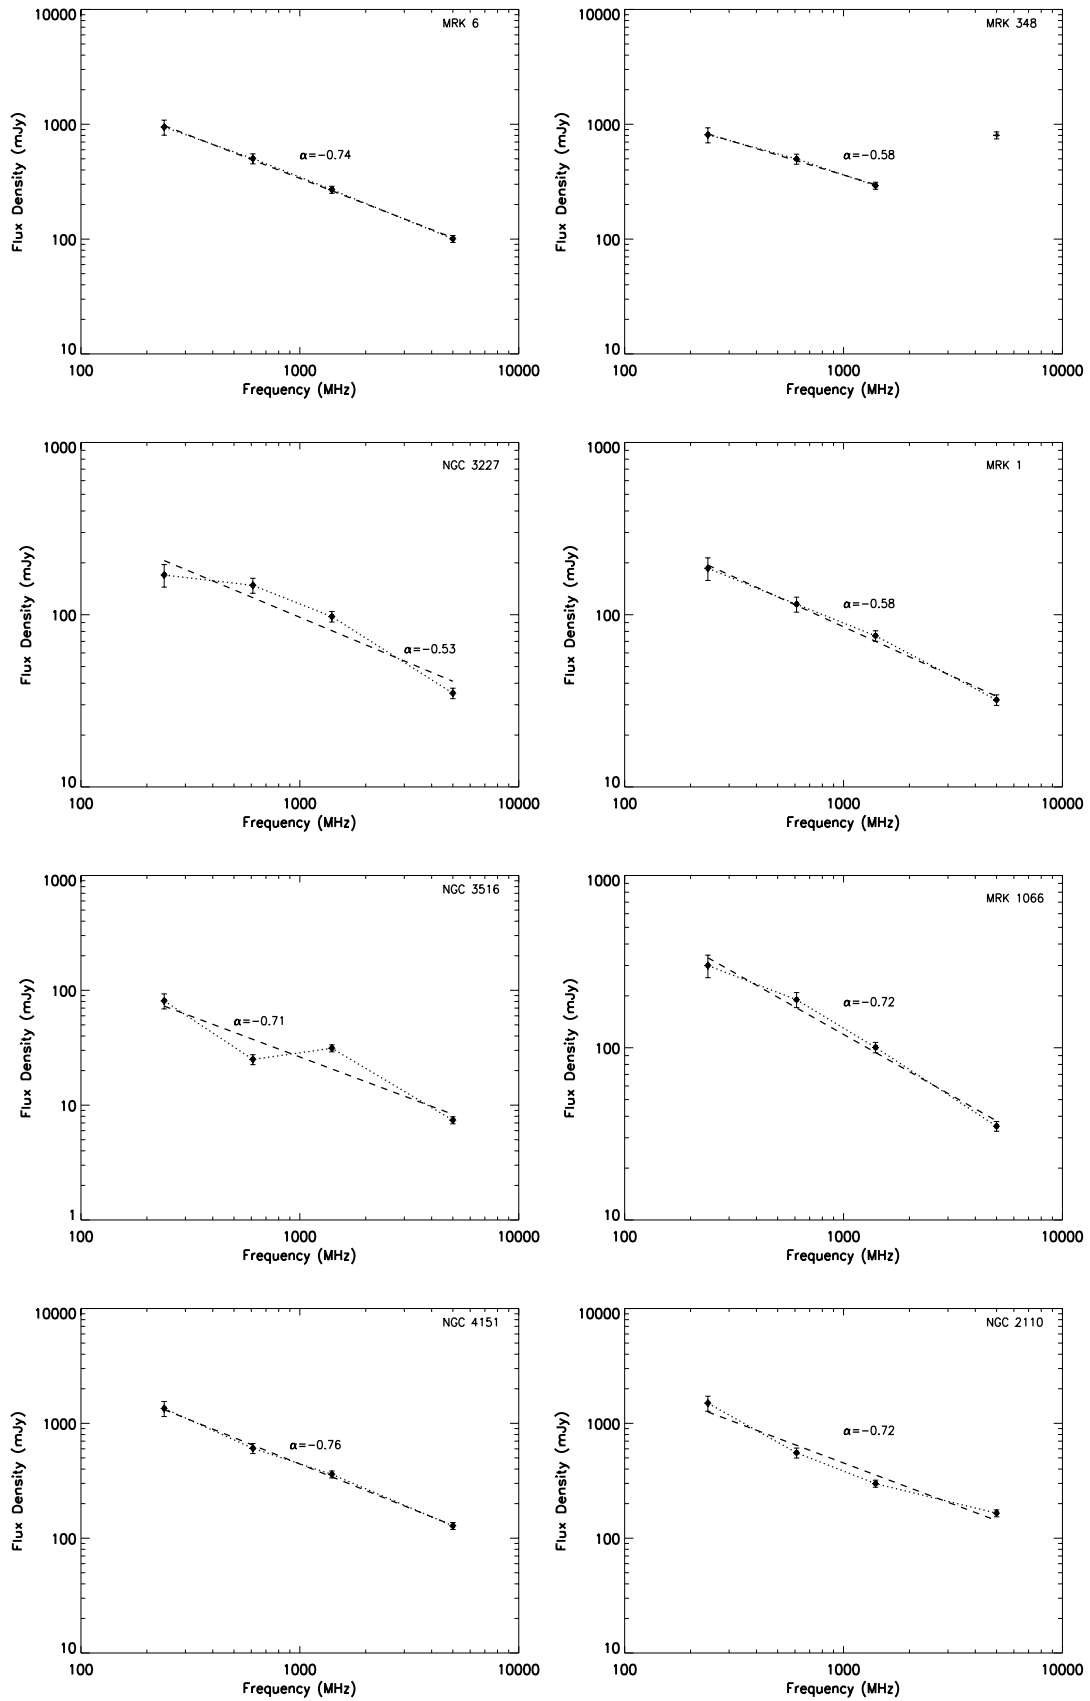 10000
MRK 6
1000
α=−0.74
100
10
100
1000
10000
Flux Density (mJy)
Frequency (MHz)
10000
MRK 348
1000
α=−0.58
100
10
100
1000
10000
Flux Density (mJy)
Frequency (MHz)
1000
NGC 3227
100
α=−0.53
10
100
1000
10000
Flux Density (mJy)
Frequency (MHz)
1000
MRK 1
α=−0.58
100
10
100
1000
10000
Flux Density (mJy)
Frequency (MHz)
1000
NGC 3516
100
α=−0.71
10
1
100
1000
10000
Flux Density (mJy)
Frequency (MHz)
1000
MRK 1066
α=−0.72
100
10
100
1000
10000
Flux Density (mJy)
Frequency (MHz)
10000
NGC 4151
1000
α=−0.76
100
10
100
1000
10000
Flux Density (mJy)
Frequency (MHz)
10000
NGC 2110
1000
α=−0.72
100
10
100
1000
10000
Flux Density (mJy)
Frequency (MHz)